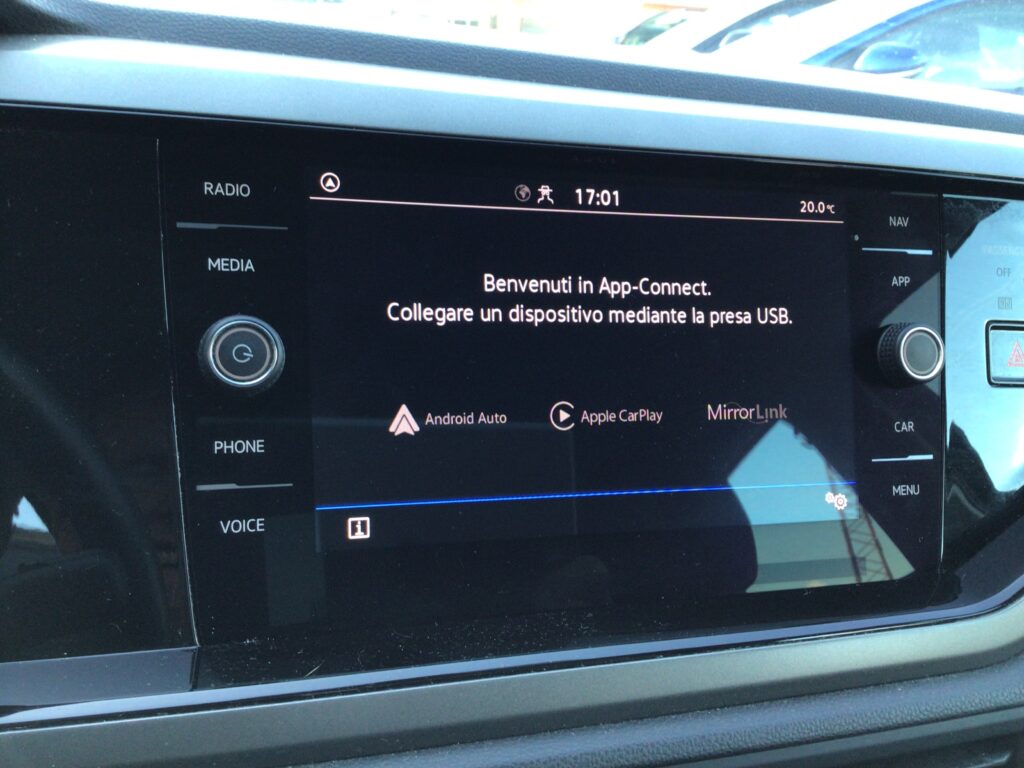 RADIO
MEDIA
PHONE
VOICE
17:01
20.0°C
Benvenuti in App-Connect.
Collegare un dispositivo mediante la presa USB.
Android Auto
Apple CarPlay
MirrorLink
i
NAV
APP
CAR
MENU
OFF